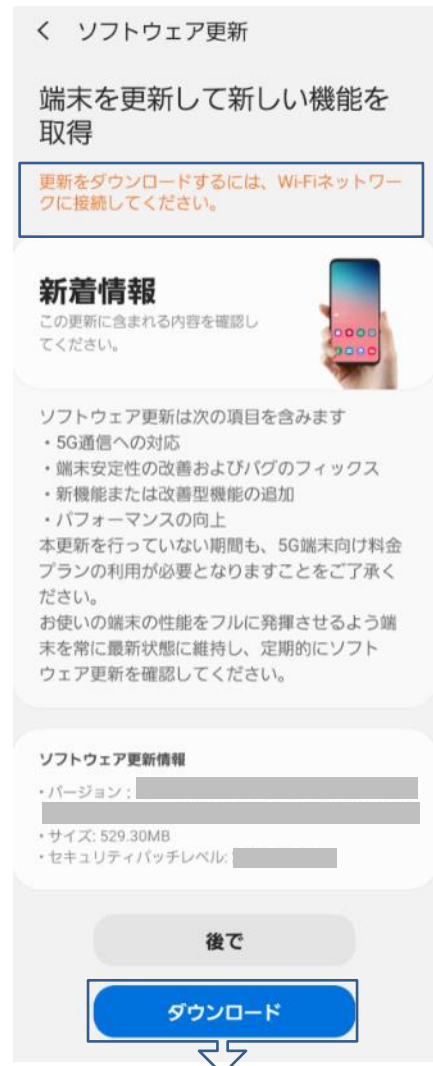 < ソフトウェア更新
端末を更新して新しい機能を
取得
更新をダウンロードするには、Wi-Fiネットワー
クに接続してください。
新着情報
この更新に含まれる内容を確認し
てください。
ソフトウェア更新は次の項目を含みます
・5G通信への対応
・端末安定性の改善およびバグのフィックス
・新機能または改善型機能の追加
・パフォーマンスの向上
本更新を行っていない期間も、5G端末向け料金
プランの利用が必要となりますことをご了承く
ださい。
お使いの端末の性能をフルに発揮させるよう端
末を常に最新状態に維持し、定期的にソフト
ウェア更新を確認してください。
ソフトウェア更新情報
・バージョン :
・サイズ: 529.30MB
・セキュリティパッチレベル:
後で
ダウンロード